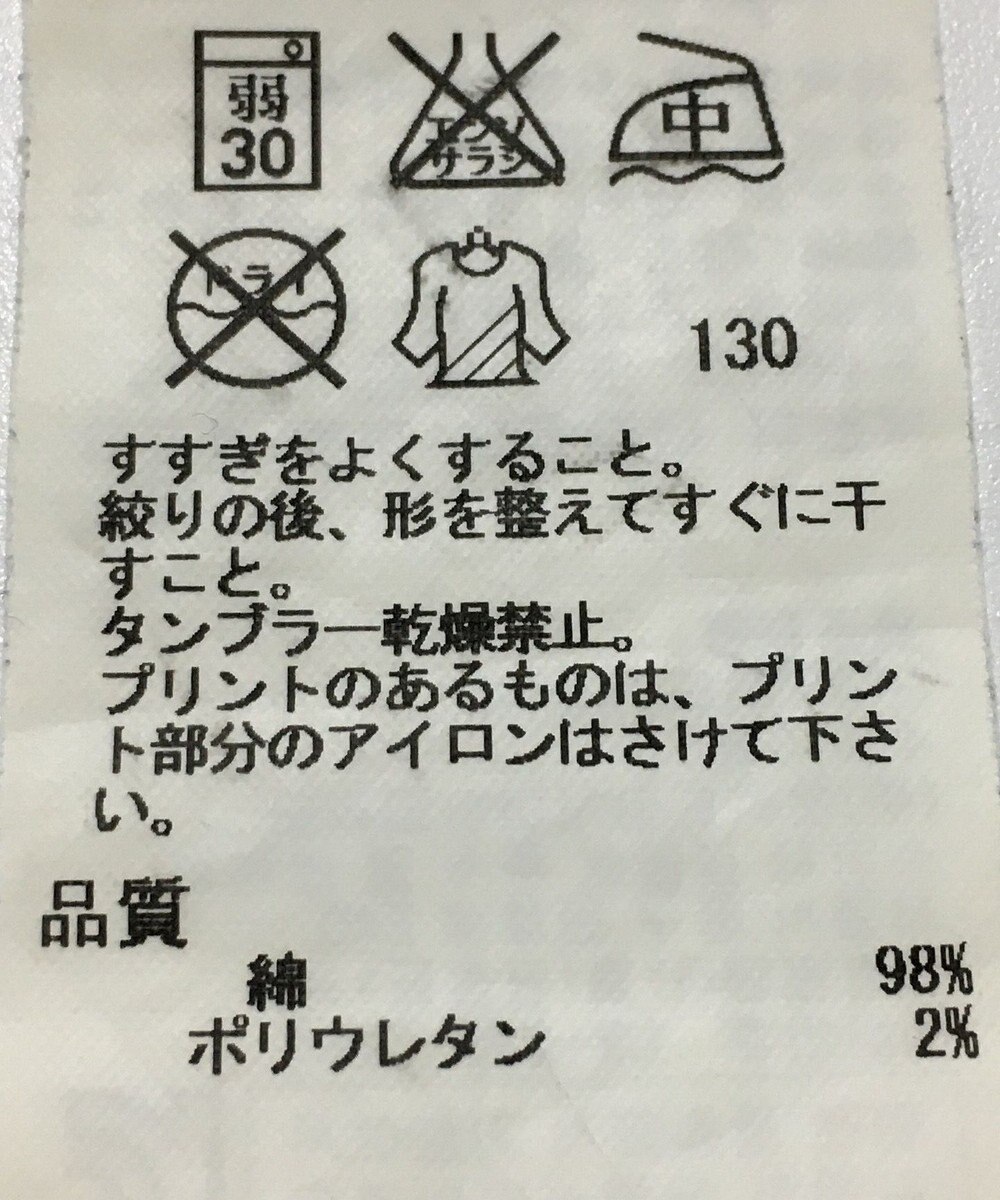 弱
30
エンソ
サラシ
中
ドライ
130
すすぎをよくすること。
絞りの後、形を整えてすぐに干
すこと。
タンブラー乾燥禁止。
プリントのあるものは、プリン
ト部分のアイロンはさけて下さ
い。
品質
綿 98%
ポリウレタン 2%